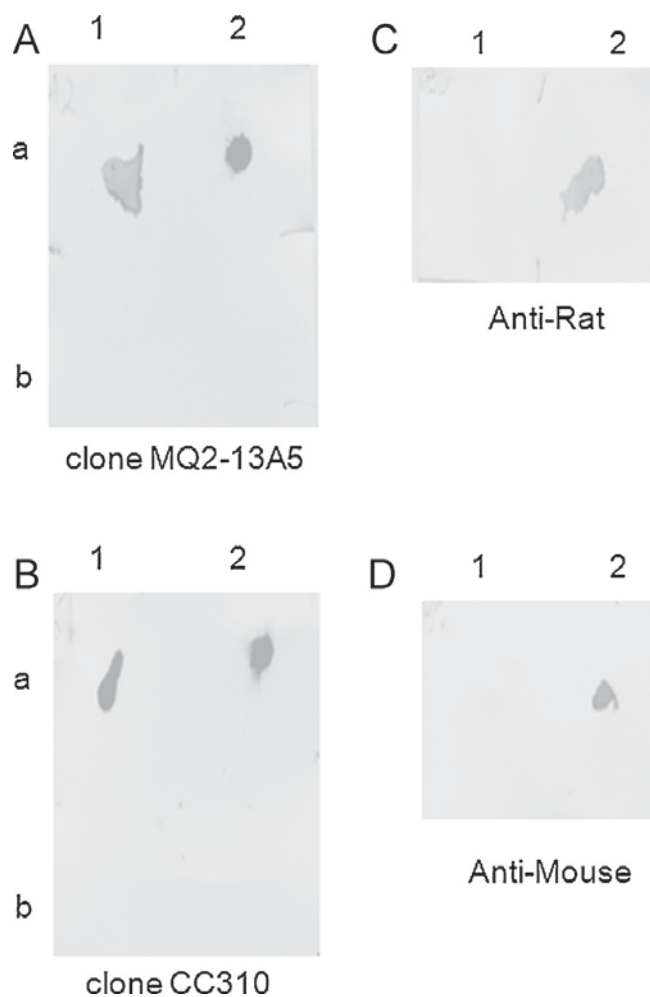 A 1 2
a
b
clone MQ2-13A5
C 1 2
Anti-Rat
B 1 2
a
b
clone CC310
D 1 2
Anti-Mouse